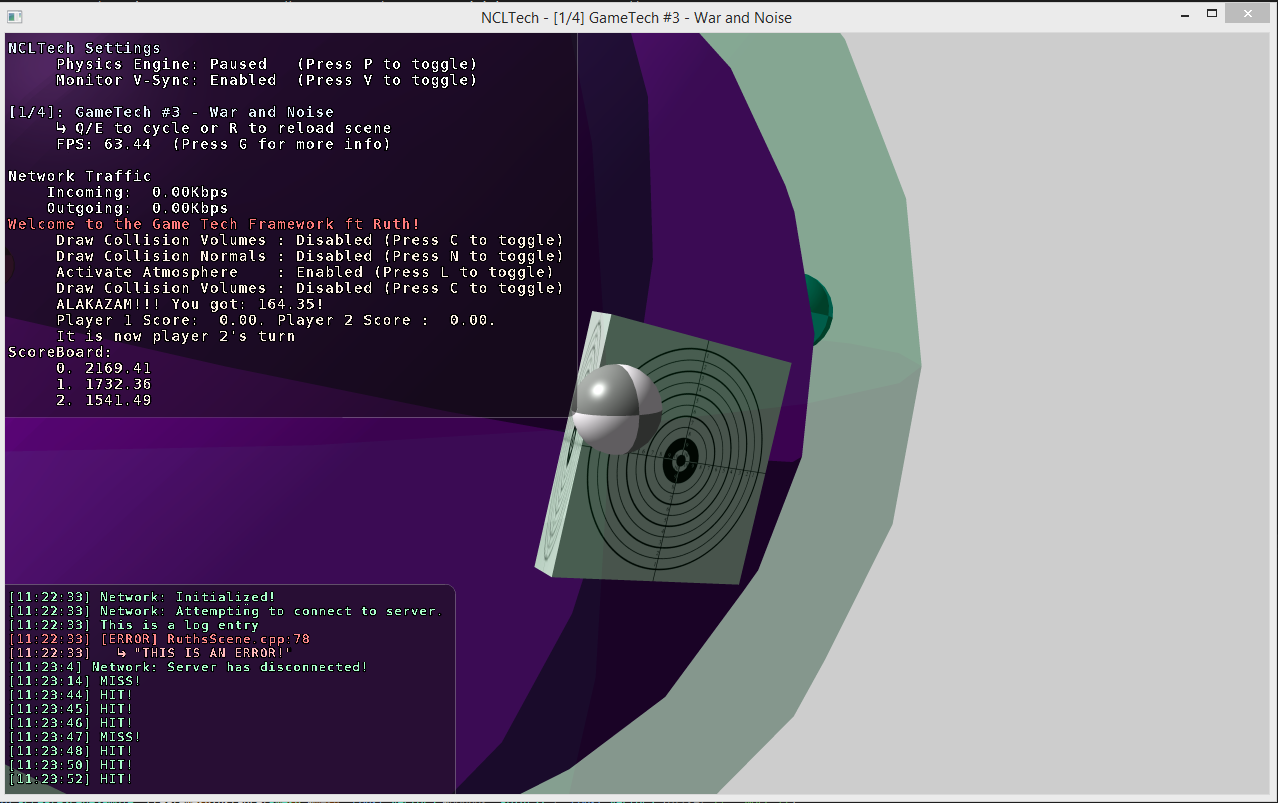 NCLTech - [1/4] GameTech #3 - War and Noise
NCLTech Settings
Physics Engine: Paused (Press P to toggle)
Monitor V-Sync: Enabled (Press V to toggle)
[1/4]: GameTech #3 - War and Noise
↳ Q/E to cycle or R to reload scene
FPS: 63.44 (Press G for more info)
Network Traffic
Incoming: 0.00Kbps
Outgoing: 0.00Kbps
Welcome to the Game Tech Framework ft Ruth!
Draw Collision Volumes : Disabled (Press C to toggle)
Draw Collision Normals : Disabled (Press N to toggle)
Activate Atmosphere : Enabled (Press L to toggle)
Draw Collision Volumes : Disabled (Press C to toggle)
ALAKAZAM!!! You got: 164.35!
Player 1 Score: 0.00. Player 2 Score : 0.00.
It is now player 2's turn
ScoreBoard:
0. 2169.41
1. 1732.36
2. 1541.49
[11:22:33] Network: Initialized!
[11:22:33] Network: Attempting to connect to server.
[11:22:33] This is a log entry
[11:22:33] [ERROR] RuthsScene.cpp:78
[11:22:33] ↳ "THIS IS AN ERROR!"
[11:23:4] Network: Server has disconnected!
[11:23:14] MISS!
[11:23:44] HIT!
[11:23:45] HIT!
[11:23:46] HIT!
[11:23:47] MISS!
[11:23:48] HIT!
[11:23:50] HIT!
[11:23:52] HIT!